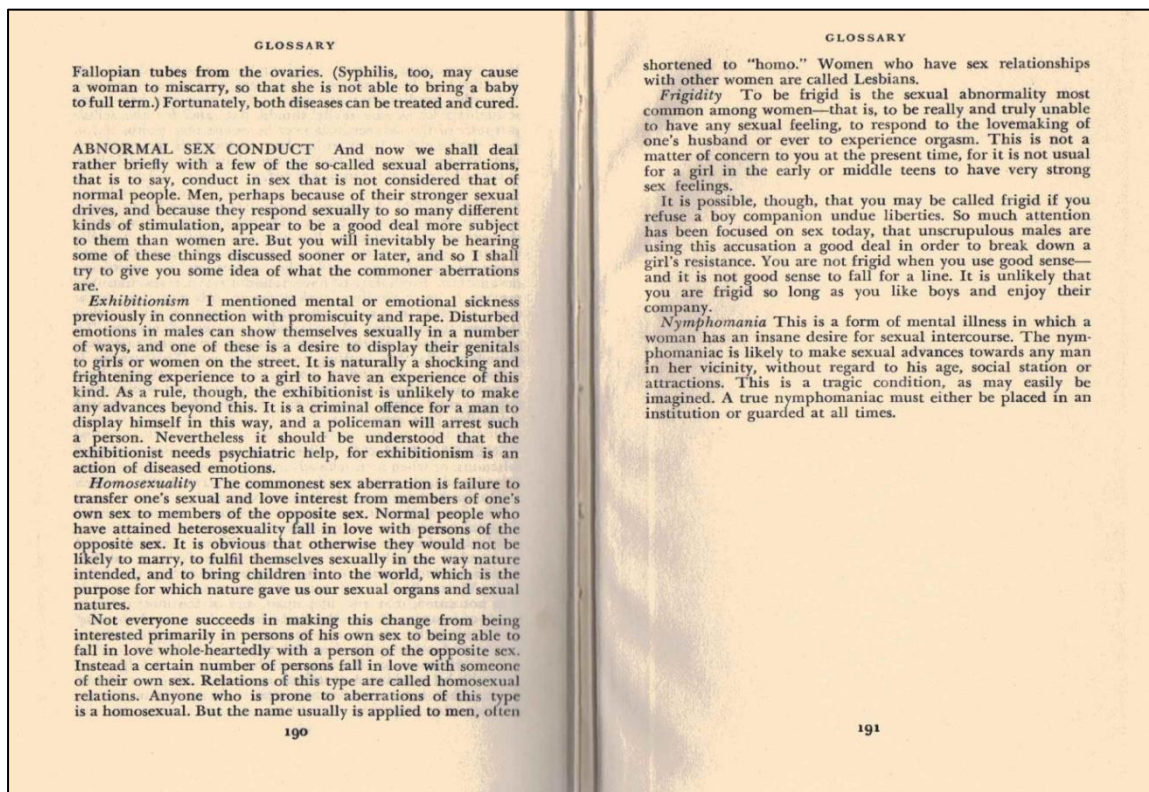 GLOSSARY
Fallopian tubes from the ovaries. (Syphilis, too, may cause
a woman to miscarry, so that she is not able to bring a baby
to full term.) Fortunately, both diseases can be treated and cured.
ABNORMAL SEX CONDUCT And now we shall deal
rather briefly with a few of the so-called sexual aberrations,
that is to say, conduct in sex that is not considered that of
normal people. Men, perhaps because of their stronger sexual
drives, and because they respond sexually to so many different
kinds of stimulation, appear to be a good deal more subject
to them than women are. But you will inevitably be hearing
some of these things discussed sooner or later, and so I shall
try to give you some idea of what the commoner aberrations
are.
Exhibitionism I mentioned mental or emotional sickness
previously in connection with promiscuity and rape. Disturbed
emotions in males can show themselves sexually in a number
of ways, and one of these is a desire to display their genitals
to girls or women on the street. It is naturally a shocking and
frightening experience to a girl to have an experience of this
kind. As a rule, though, the exhibitionist is unlikely to make
any advances beyond this. It is a criminal offence for a man to
display himself in this way, and a policeman will arrest such
a person. Nevertheless it should be understood that the
exhibitionist needs psychiatric help, for exhibitionism is an
action of diseased emotions.
Homosexuality The commonest sex aberration is failure to
transfer one's sexual and love interest from members of one's
own sex to members of the opposite sex. Normal people who
have attained heterosexuality fall in love with persons of the
opposite sex. It is obvious that otherwise they would not be
likely to marry, to fulfil themselves sexually in the way nature
intended, and to bring children into the world, which is the
purpose for which nature gave us our sexual organs and sexual
natures.
Not everyone succeeds in making this change from being
interested primarily in persons of his own sex to being able to
fall in love whole-heartedly with a person of the opposite sex.
Instead a certain number of persons fall in love with someone
of their own sex. Relations of this type are called homosexual
relations. Anyone who is prone to aberrations of this type
is a homosexual. But the name usually is applied to men, often
190
GLOSSARY
shortened to "homo." Women who have sex relationships
with other women are called Lesbians.
Frigidity To be frigid is the sexual abnormality most
common among women—that is, to be really and truly unable
to have any sexual feeling, to respond to the lovemaking of
one's husband or ever to experience orgasm. This is not a
matter of concern to you at the present time, for it is not usual
for a girl in the early or middle teens to have very strong
sex feelings.
It is possible, though, that you may be called frigid if you
refuse a boy companion undue liberties. So much attention
has been focused on sex today, that unscrupulous males are
using this accusation a good deal in order to break down a
girl's resistance. You are not frigid when you use good sense—
and it is not good sense to fall for a line. It is unlikely that
you are frigid so long as you like boys and enjoy their
company.
Nymphomania This is a form of mental illness in which a
woman has an insane desire for sexual intercourse. The nym-
phomaniac is likely to make sexual advances towards any man
in her vicinity, without regard to his age, social station or
attractions. This is a tragic condition, as may easily be
imagined. A true nymphomaniac must either be placed in an
institution or guarded at all times.
191